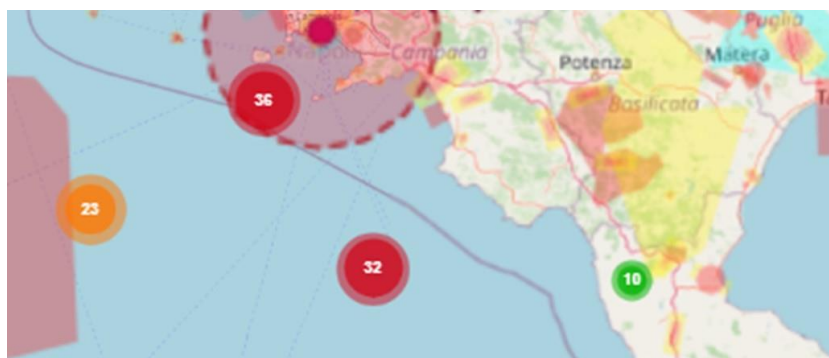 Puglia
Napoli
Campania
Matera
Potenza
36
Basilicata
23
32
10